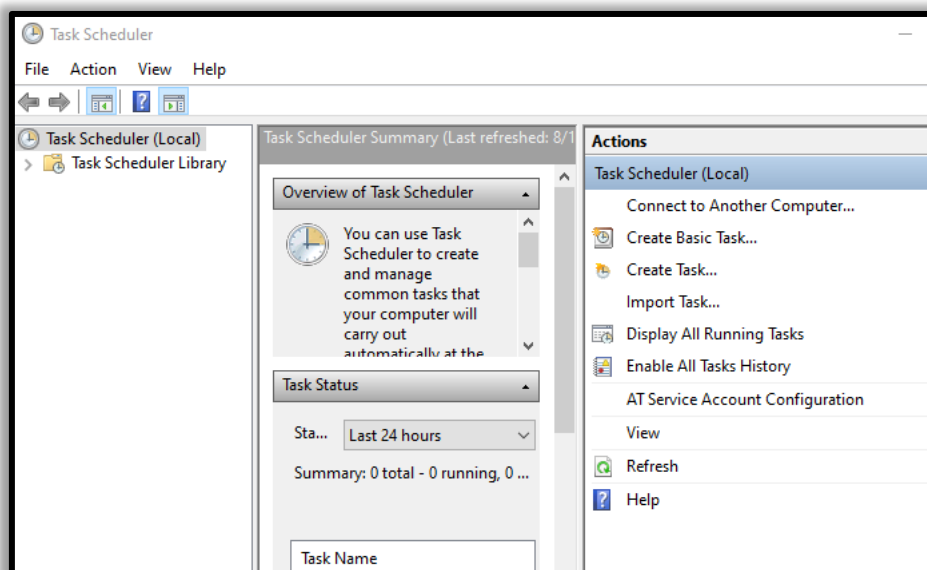 Task Scheduler
File Action View Help
Task Scheduler (Local)
Task Scheduler Library
Task Scheduler Summary (Last refreshed: 8/1
Overview of Task Scheduler
You can use Task
Scheduler to create
and manage
common tasks that
your computer will
carry out
automatically at the
Task Status
Sta... Last 24 hours
Summary: 0 total - 0 running, 0 ...
Task Name
Actions
Task Scheduler (Local)
Connect to Another Computer...
Create Basic Task...
Create Task...
Import Task...
Display All Running Tasks
Enable All Tasks History
AT Service Account Configuration
View
Refresh
Help